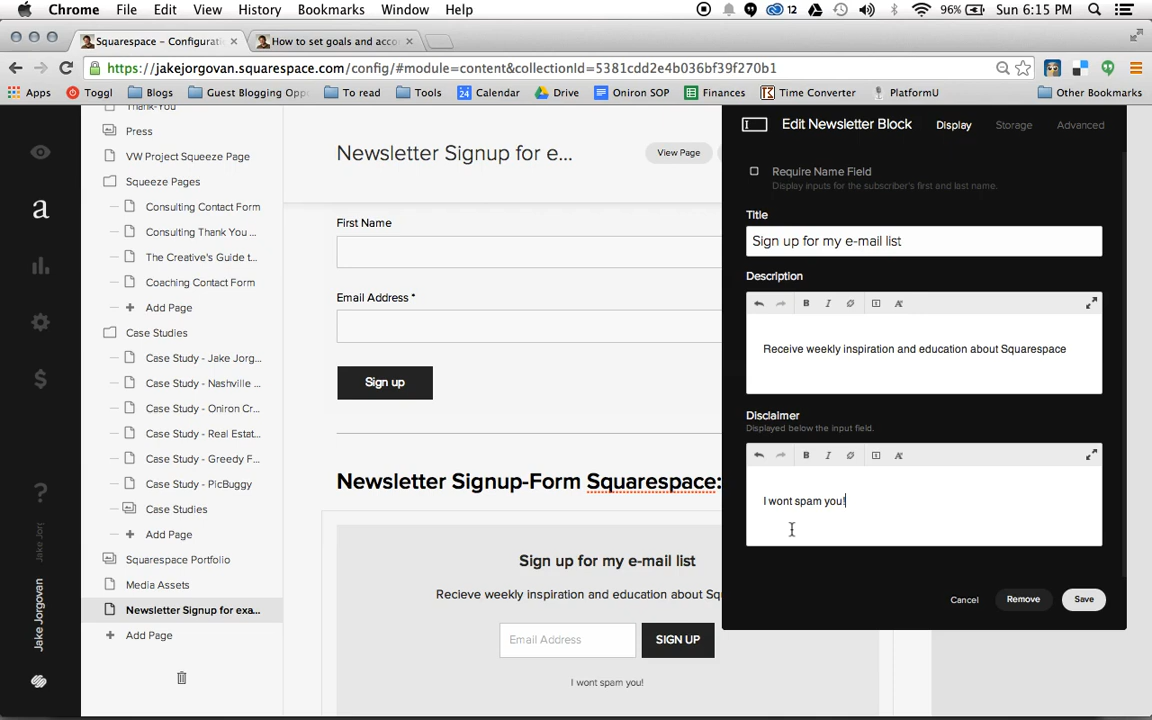 Chrome File Edit View History Bookmarks Window Help 12 96% Sun 6:15 PM
Squarespace – Configurati × How to set goals and acco ×
https://jakejorgovan.squarespace.com/config/#module=content&collectionId=5381cdd2e4b036bf39f270b1
Apps Toggl Blogs Guest Blogging Opp To read Tools 24 Calendar Drive Oniron SOP Finances Time Converter PlatformU Other Bookmarks
Thank-You
Press
VW Project Squeeze Page
Squeeze Pages
Consulting Contact Form
Consulting Thank You ...
The Creative's Guide t...
Coaching Contact Form
+ Add Page
Case Studies
Case Study - Jake Jorg...
Case Study - Nashville ...
Case Study - Oniron Cr...
Case Study - Real Estat...
Case Study - Greedy F...
Case Study - PicBuggy
Case Studies
+ Add Page
Squarespace Portfolio
Media Assets
Newsletter Signup for exa...
+ Add Page
a
$
?
Jake Jorgovan
Newsletter Signup for e...
View Page
First Name
Email Address *
Sign up
Newsletter Signup-Form Squarespace:
Sign up for my e-mail list
Recieve weekly inspiration and education about Squ
Email Address
SIGN UP
I wont spam you!
Edit Newsletter Block Display Storage Advanced
Require Name Field
Display inputs for the subscriber's first and last name.
Title
Sign up for my e-mail list
Description
B I
Receive weekly inspiration and education about Squarespace
Disclaimer
Displayed below the input field.
B I
I wont spam you!
Cancel Remove Save